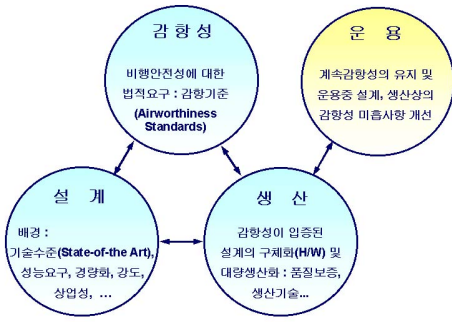 감 항 성
비행안전성에 대한
법적요구 : 감항기준
(Airworthiness
Standards)
운 용
계속감항성의 유지 및
운용중 설계, 생산상의
감항성 미흡사항 개선
설 계
배경 :
기술수준(State-of-the Art),
성능요구, 경량화, 강도,
상업성, ...
생 산
감항성이 입증된
설계의 구체화(H/W) 및
대량생산화 : 품질보증,
생산기술...